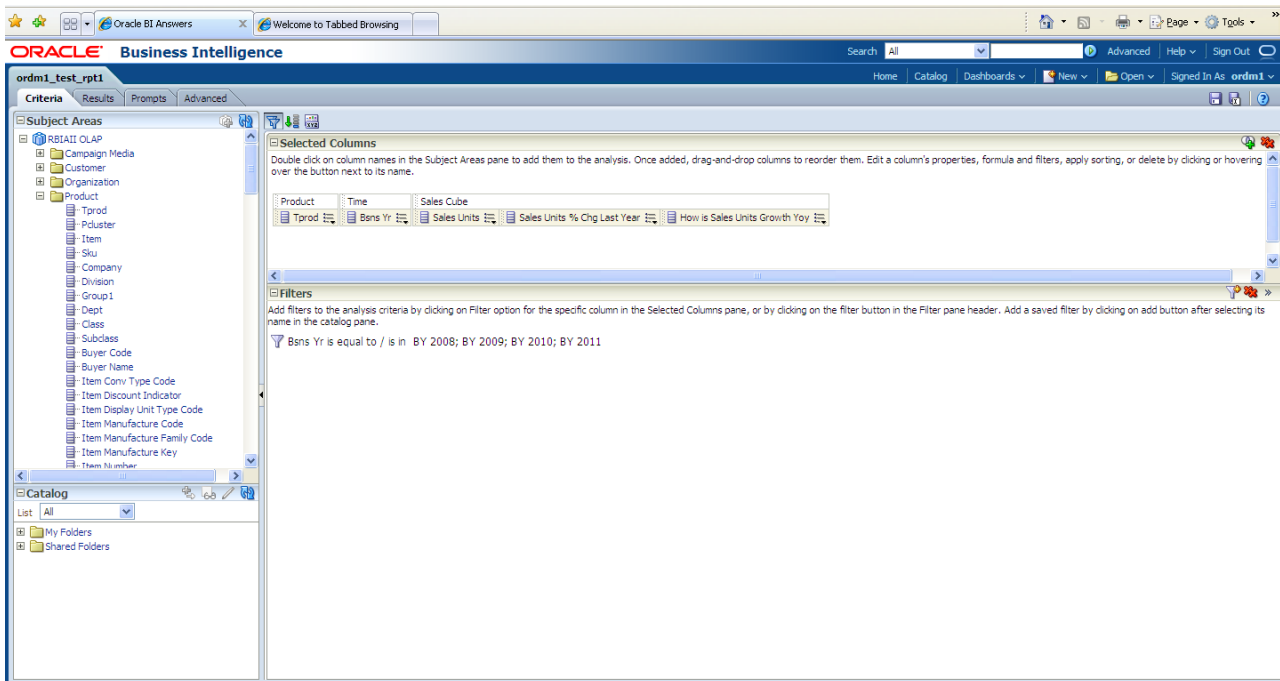 Oracle BI Answers
X
Welcome to Tabbed Browsing
Page
Tools
»
ORACLE Business Intelligence
Search All
Advanced
Help
Sign Out
ordm1_test_rpt1
Home
Catalog
Dashboards
New
Open
Signed In As ordm1
Criteria
Results
Prompts
Advanced
Subject Areas
RBIAII OLAP
Campaign Media
Customer
Organization
Product
Tprod
Pcluster
Item
Sku
Company
Division
Group1
Dept
Class
Subclass
Buyer Code
Buyer Name
Item Conv Type Code
Item Discount Indicator
Item Display Unit Type Code
Item Manufacture Code
Item Manufacture Family Code
Item Manufacture Key
Item Number
Catalog
List All
My Folders
Shared Folders
Selected Columns
Double click on column names in the Subject Areas pane to add them to the analysis. Once added, drag-and-drop columns to reorder them. Edit a column's properties, formula and filters, apply sorting, or delete by clicking or hovering
over the button next to its name.
Product
Time
Sales Cube
Tprod
Bsns Yr
Sales Units
Sales Units % Chg Last Year
How is Sales Units Growth Yoy
Filters
»
Add filters to the analysis criteria by clicking on Filter option for the specific column in the Selected Columns pane, or by clicking on the filter button in the Filter pane header. Add a saved filter by clicking on add button after selecting its
name in the catalog pane.
Bsns Yr is equal to / is in BY 2008; BY 2009; BY 2010; BY 2011